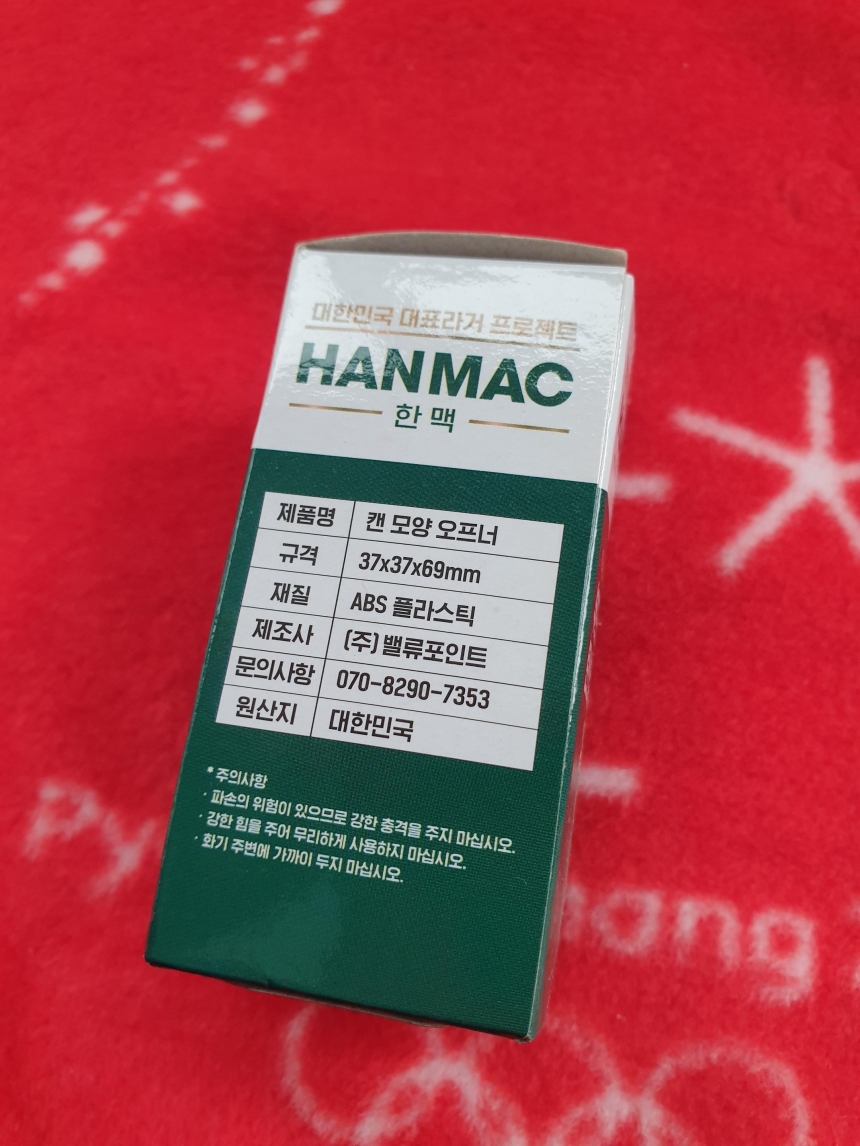 대한민국 대표라거 프로젝트
HANMAC
한맥
제품명 캔 모양 오프너
규격 37x37x69mm
재질 ABS 플라스틱
제조사 (주)밸류포인트
문의사항 070-8290-7353
원산지 대한민국
* 주의사항
· 파손의 위험이 있으므로 강한 충격을 주지 마십시오.
· 강한 힘을 주어 무리하게 사용하지 마십시오.
· 화기 주변에 가까이 두지 마십시오.